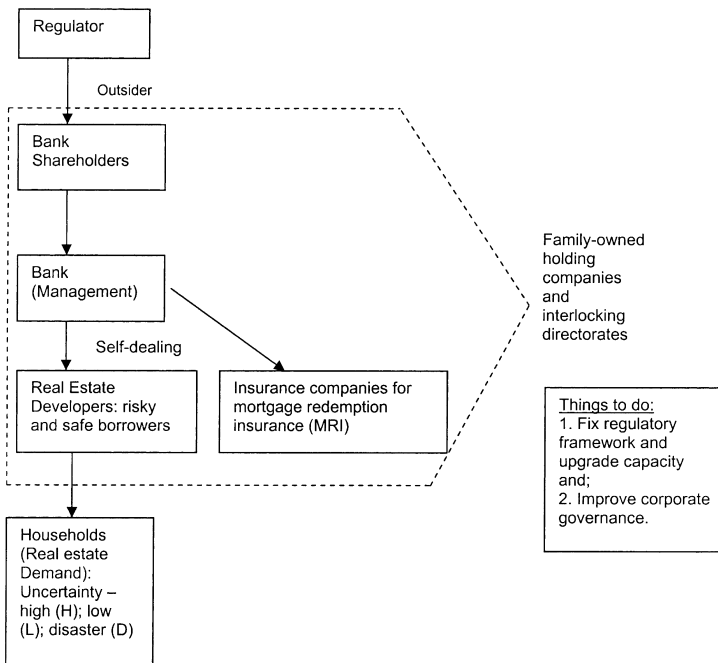 Regulator
Outsider
Bank
Shareholders
Bank
(Management)
Self-dealing
Real Estate
Developers: risky
and safe borrowers
Insurance companies for
mortgage redemption
insurance (MRI)
Family-owned
holding
companies
and
interlocking
directorates
Things to do:
1. Fix regulatory
framework and
upgrade capacity
and;
2. Improve corporate
governance.
Households
(Real estate
Demand):
Uncertainty –
high (H); low
(L); disaster (D)